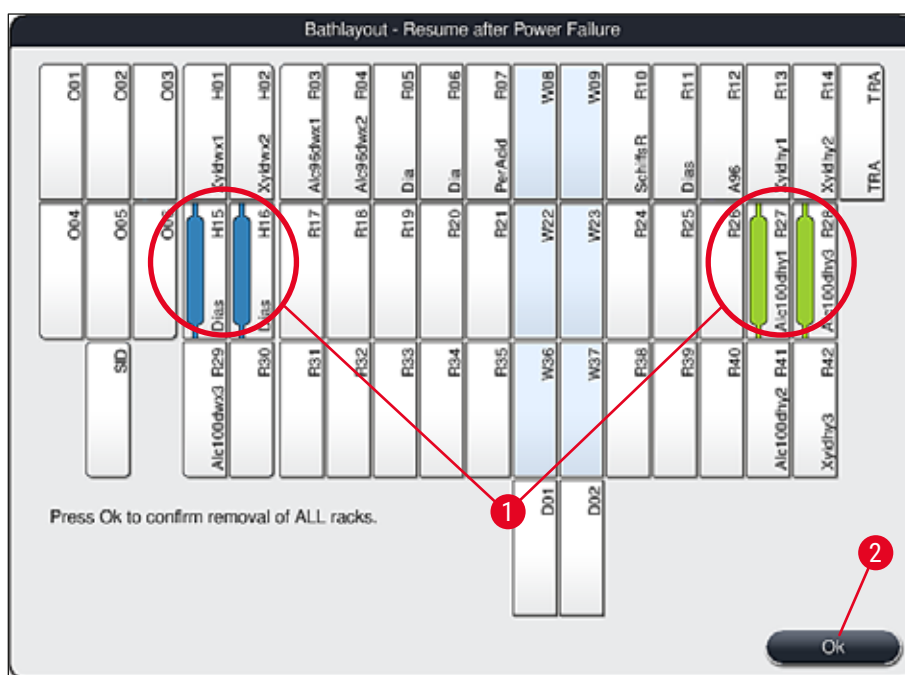 Bathlayout - Resume after Power Failure
O01
O02
O03
Xyldwx1 H01
Xyldwx2 H02
Alc96dwx1 R03
Alc96dwx2 R04
Dia R05
Dia R06
PerAcid R07
W08
W09
SchiffsR R10
Dias R11
A96 R12
Xyldhy1 R13
Xyldhy2 R14
TRA TRA
O04
O05
O06
Dias H15
Dias H16
R17
R18
R19
R20
R21
W22
W23
R24
R25
R26
Alc100dhy1 R27
Alc100dhy3 R28
SID
Alc100dwx3 R29
R30
R31
R32
R33
R34
R35
W36
W37
R38
R39
R40
Alc100dhy2 R41
Xyldhy3 R42
D01
D02
Press Ok to confirm removal of ALL racks.
1
2
Ok